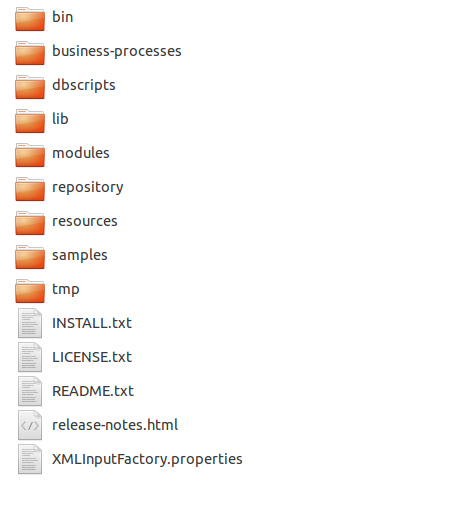 bin
business-processes
dbscripts
lib
modules
repository
resources
samples
tmp
INSTALL.txt
LICENSE.txt
README.txt
release-notes.html
XMLInputFactory.properties